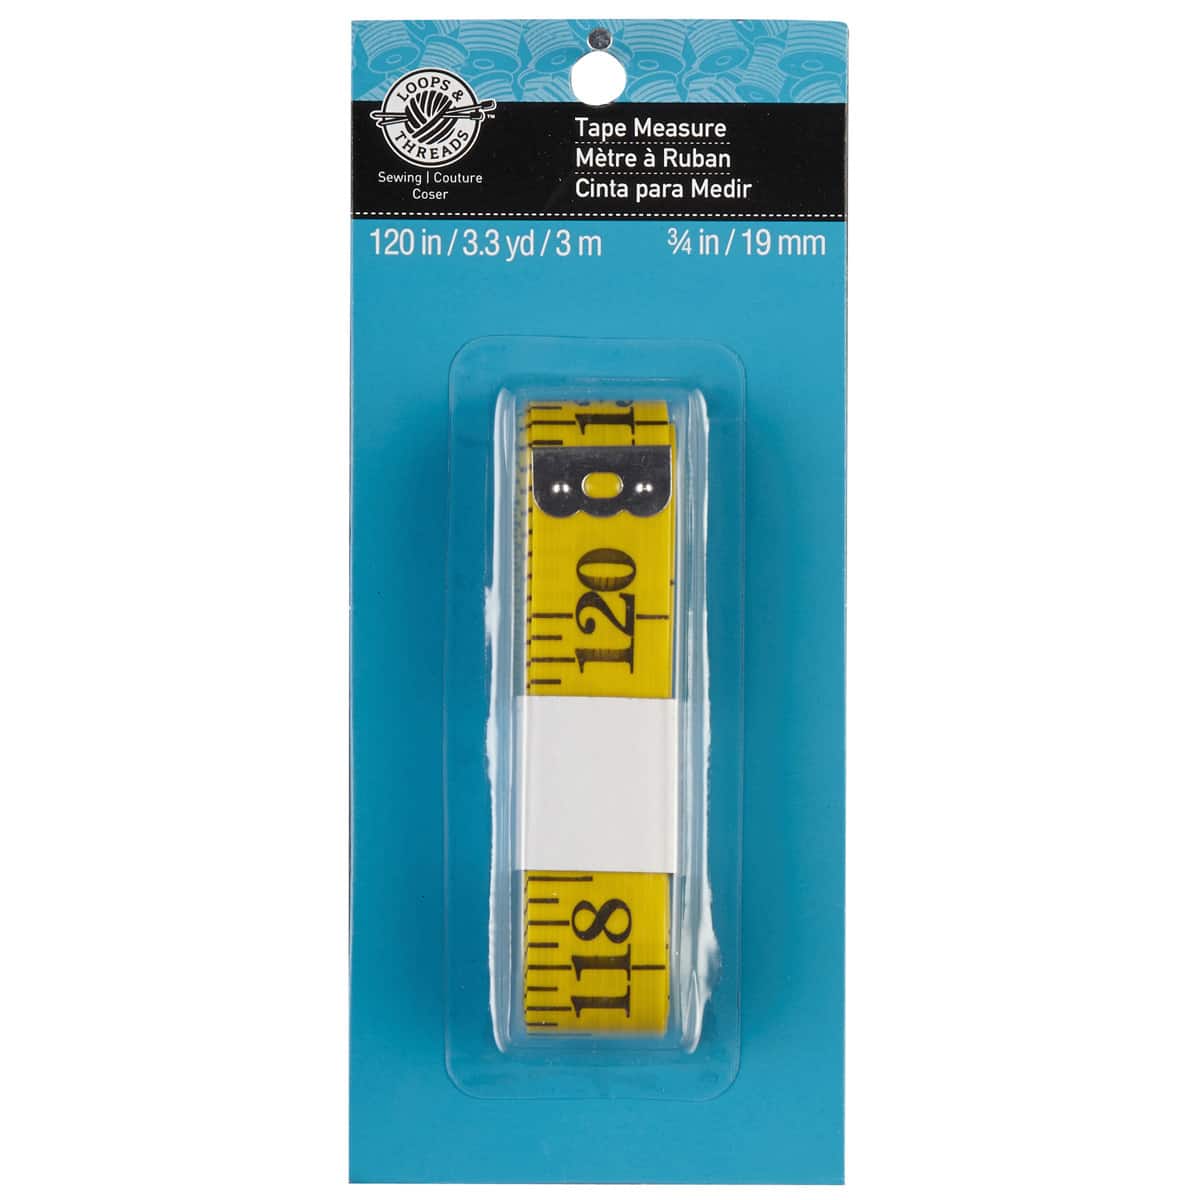 LOOPS &
THREADS™
Sewing | Couture
Coser
Tape Measure
Mètre à Ruban
Cinta para Medir
120 in / 3.3 yd / 3 m
¾ in / 19 mm
120
118